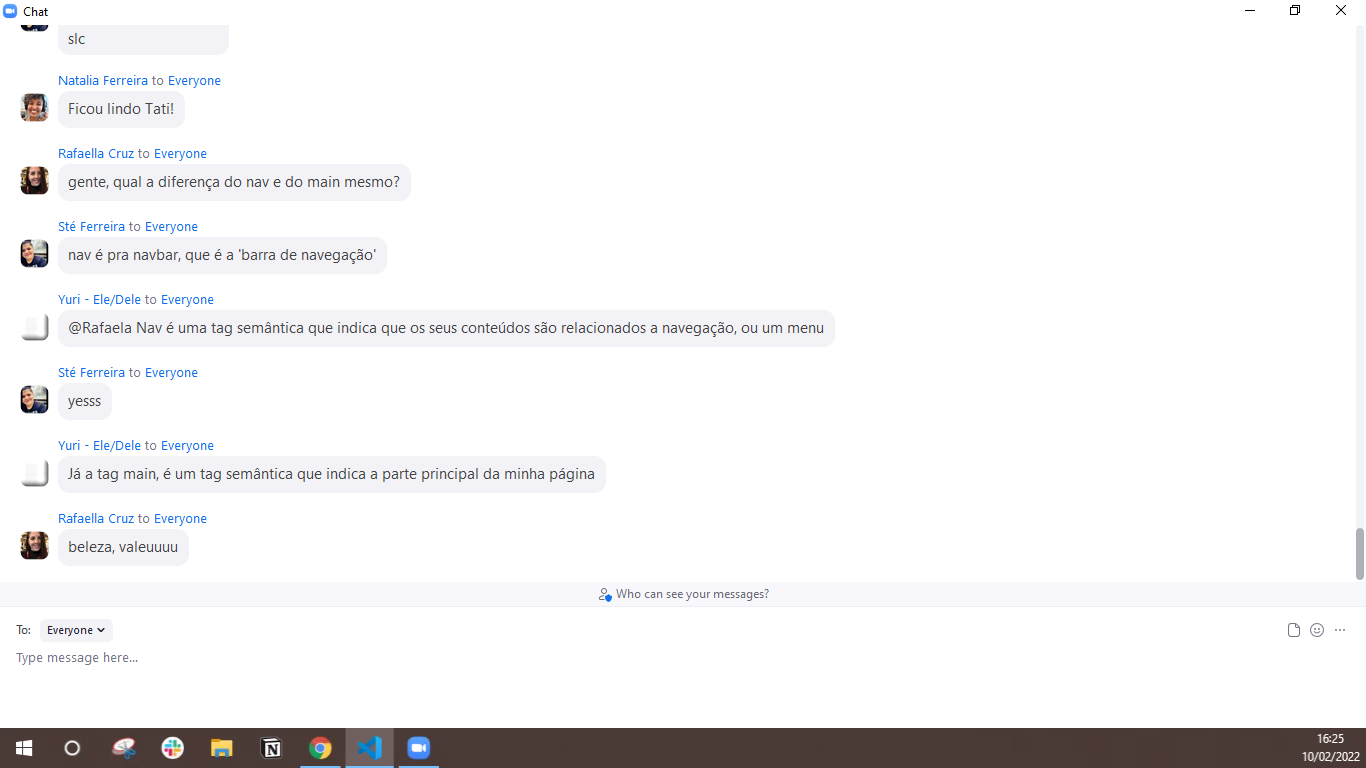 Chat
slc
Natalia Ferreira to Everyone
Ficou lindo Tati!
Rafaella Cruz to Everyone
gente, qual a diferença do nav e do main mesmo?
Sté Ferreira to Everyone
nav é pra navbar, que é a 'barra de navegação'
Yuri - Ele/Dele to Everyone
@Rafaela Nav é uma tag semântica que indica que os seus conteúdos são relacionados a navegação, ou um menu
Sté Ferreira to Everyone
yesss
Yuri - Ele/Dele to Everyone
Já a tag main, é um tag semântica que indica a parte principal da minha página
Rafaella Cruz to Everyone
beleza, valeuuuu
Who can see your messages?
To: Everyone
Type message here...
16:25
10/02/2022